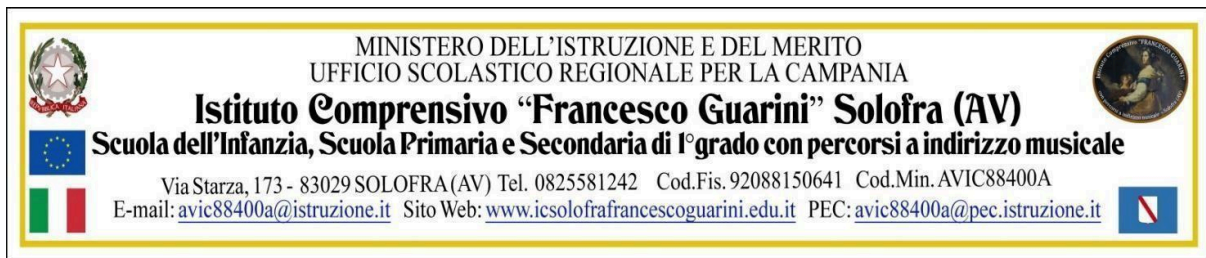 MINISTERO DELL'ISTRUZIONE E DEL MERITO
UFFICIO SCOLASTICO REGIONALE PER LA CAMPANIA
Istituto Comprensivo “Francesco Guarini” Solofra (AV)
Scuola dell'Infanzia, Scuola Primaria e Secondaria di 1° grado con percorsi a indirizzo musicale
Via Starza, 173 - 83029 SOLOFRA (AV) Tel. 0825581242 Cod.Fis. 92088150641 Cod.Min. AVIC88400A
E-mail: avic88400a@istruzione.it Sito Web: www.icsolofrafrancescoguarini.edu.it PEC: avic88400a@pec.istruzione.it